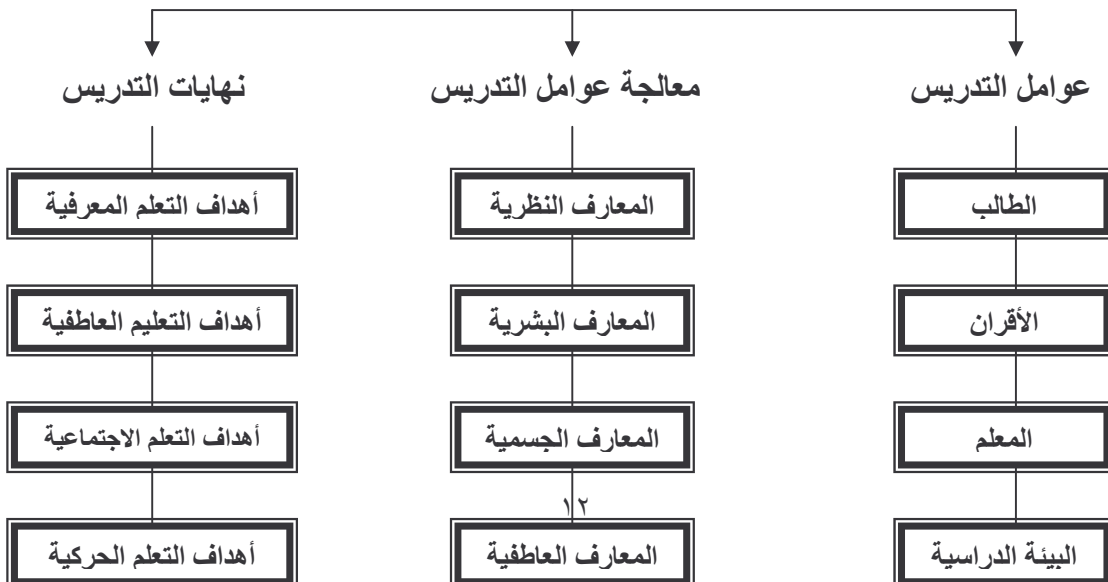 عوامل التدريس
معالجة عوامل التدريس
نهايات التدريس
الطالب
المعارف النظرية
أهداف التعلم المعرفية
الأقران
المعارف البشرية
أهداف التعليم العاطفية
المعلم
المعارف الجسمية
أهداف التعلم الاجتماعية
١٢
البيئة الدراسية
المعارف العاطفية
أهداف التعلم الحركية